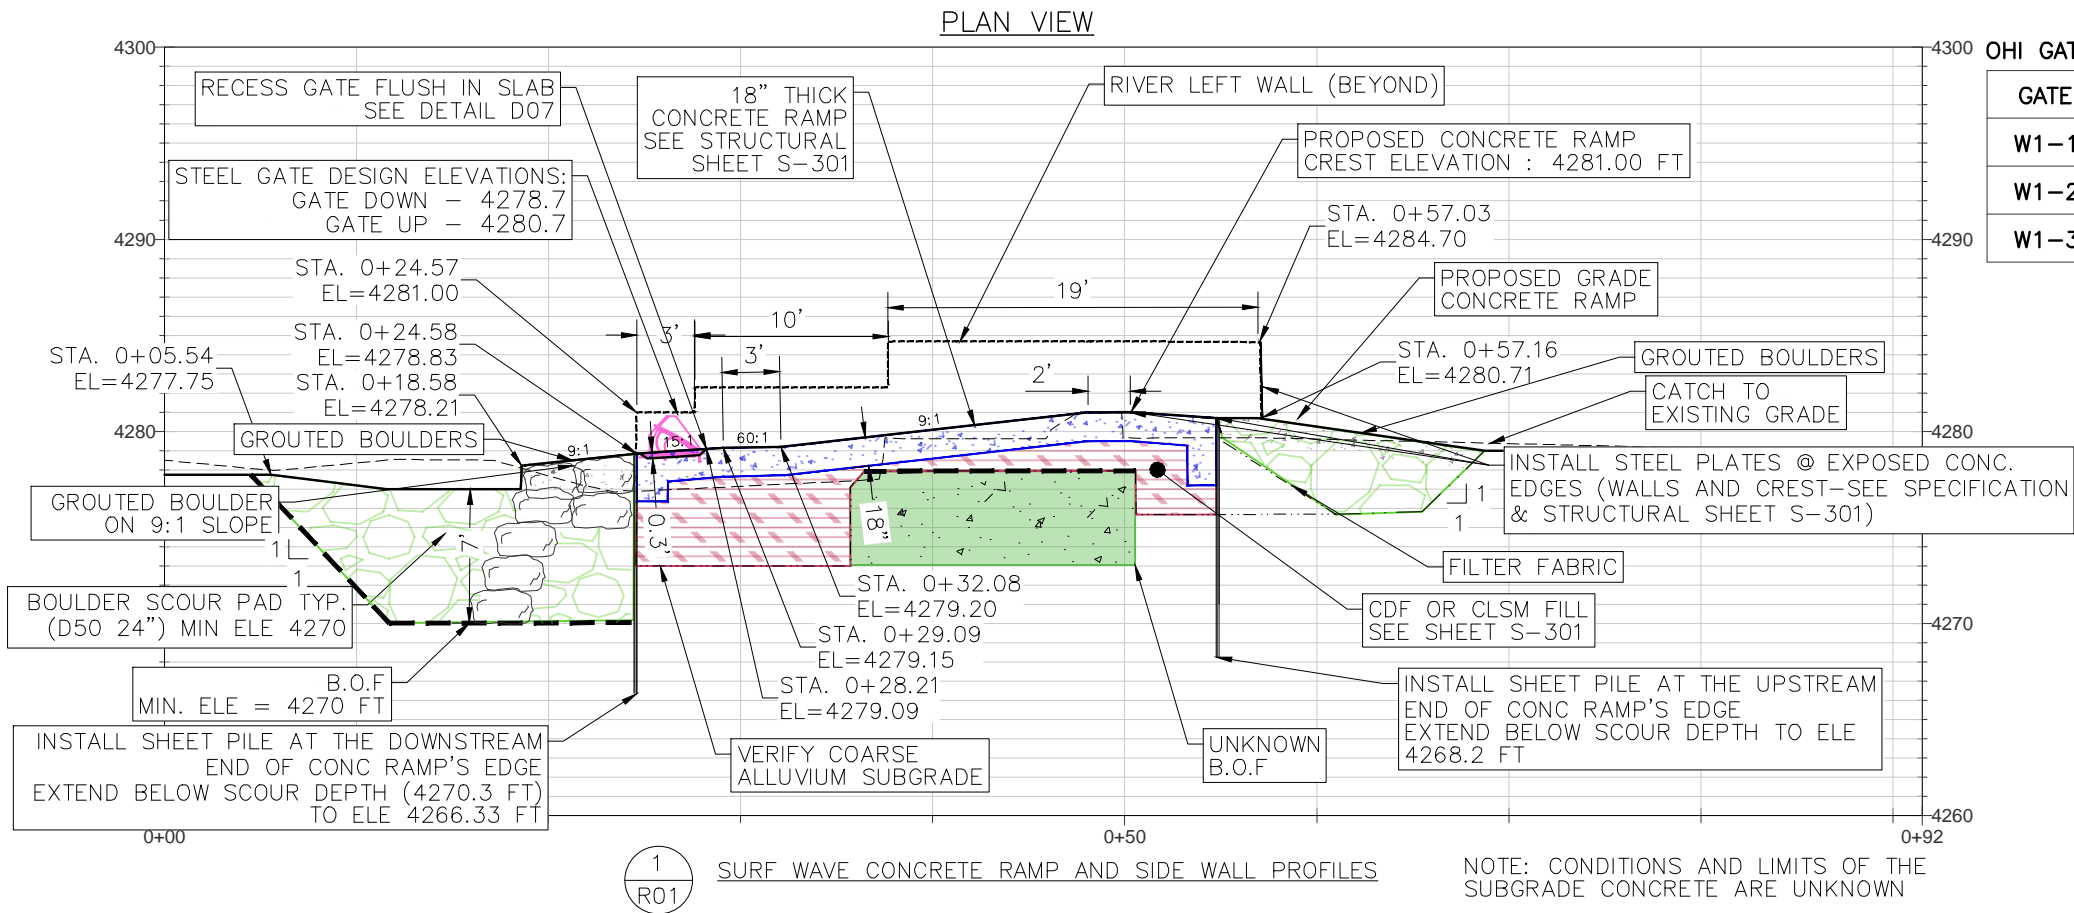 PLAN VIEW
4300
4290
4280
4300
4290
4280
4270
4260
0+00
0+50
0+92
RECESS GATE FLUSH IN SLAB
SEE DETAIL D07
STEEL GATE DESIGN ELEVATIONS:
GATE DOWN – 4278.7
GATE UP – 4280.7
18" THICK
CONCRETE RAMP
SEE STRUCTURAL
SHEET S–301
RIVER LEFT WALL (BEYOND)
PROPOSED CONCRETE RAMP
CREST ELEVATION : 4281.00 FT
STA. 0+57.03
EL=4284.70
PROPOSED GRADE
CONCRETE RAMP
STA. 0+24.57
EL=4281.00
STA. 0+24.58
EL=4278.83
STA. 0+05.54
EL=4277.75
STA. 0+18.58
EL=4278.21
3'
10'
19'
3'
2'
STA. 0+57.16
EL=4280.71
GROUTED BOULDERS
CATCH TO
EXISTING GRADE
GROUTED BOULDERS
9:1
15:1
60:1
9:1
GROUTED BOULDER
ON 9:1 SLOPE
1
1
7'
0.3'
18"
1
1
INSTALL STEEL PLATES @ EXPOSED CONC.
EDGES (WALLS AND CREST–SEE SPECIFICATION
& STRUCTURAL SHEET S–301)
FILTER FABRIC
BOULDER SCOUR PAD TYP.
(D50 24") MIN ELE 4270
STA. 0+32.08
EL=4279.20
STA. 0+29.09
EL=4279.15
STA. 0+28.21
EL=4279.09
CDF OR CLSM FILL
SEE SHEET S–301
B.O.F
MIN. ELE = 4270 FT
INSTALL SHEET PILE AT THE DOWNSTREAM
END OF CONC RAMP'S EDGE
EXTEND BELOW SCOUR DEPTH (4270.3 FT)
TO ELE 4266.33 FT
VERIFY COARSE
ALLUVIUM SUBGRADE
UNKNOWN
B.O.F
INSTALL SHEET PILE AT THE UPSTREAM
END OF CONC RAMP'S EDGE
EXTEND BELOW SCOUR DEPTH TO ELE
4268.2 FT
1
R01
SURF WAVE CONCRETE RAMP AND SIDE WALL PROFILES
NOTE: CONDITIONS AND LIMITS OF THE
SUBGRADE CONCRETE ARE UNKNOWN
OHI
GATE
W1–1
W1–2
W1–3